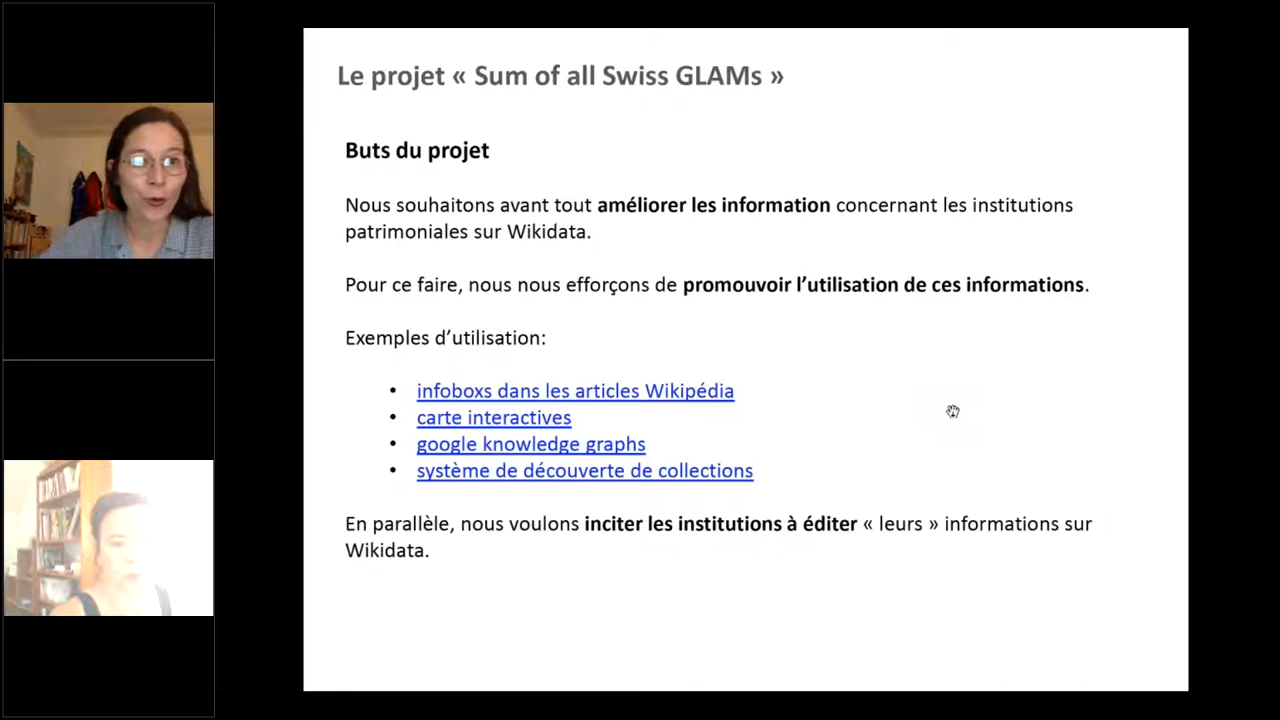 Le projet « Sum of all Swiss GLAMs »
Buts du projet
Nous souhaitons avant tout améliorer les information concernant les institutions
patrimoniales sur Wikidata.
Pour ce faire, nous nous efforçons de promouvoir l’utilisation de ces informations.
Exemples d’utilisation:
• infoboxs dans les articles Wikipédia
• carte interactives
• google knowledge graphs
• système de découverte de collections
En parallèle, nous voulons inciter les institutions à éditer « leurs » informations sur
Wikidata.